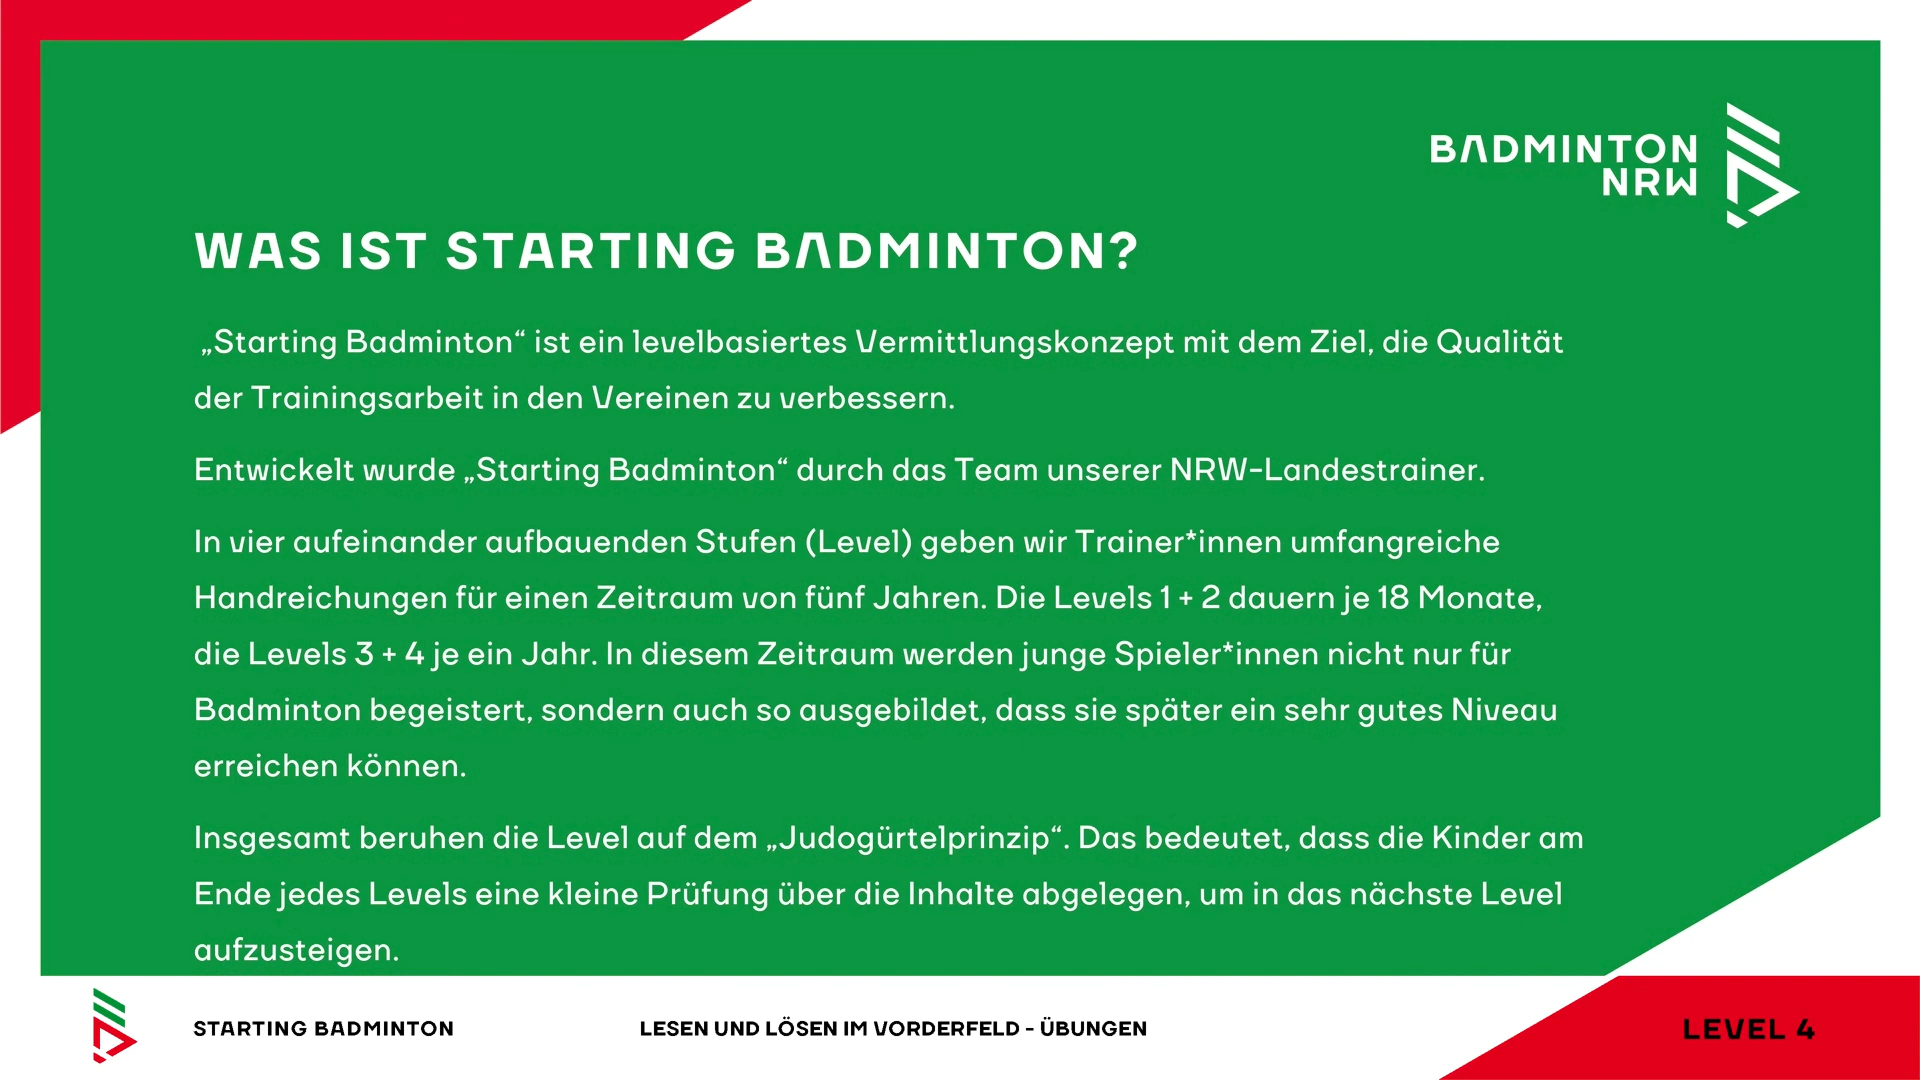 BADMINTON
NRW
WAS IST STARTING BADMINTON?
„Starting Badminton“ ist ein levelbasiertes Vermittlungskonzept mit dem Ziel, die Qualität
der Trainingsarbeit in den Vereinen zu verbessern.
Entwickelt wurde „Starting Badminton“ durch das Team unserer NRW-Landestrainer.
In vier aufeinander aufbauenden Stufen (Level) geben wir Trainer*innen umfangreiche
Handreichungen für einen Zeitraum von fünf Jahren. Die Levels 1 + 2 dauern je 18 Monate,
die Levels 3 + 4 je ein Jahr. In diesem Zeitraum werden junge Spieler*innen nicht nur für
Badminton begeistert, sondern auch so ausgebildet, dass sie später ein sehr gutes Niveau
erreichen können.
Insgesamt beruhen die Level auf dem „Judogürtelprinzip“. Das bedeutet, dass die Kinder am
Ende jedes Levels eine kleine Prüfung über die Inhalte abgelegen, um in das nächste Level
aufzusteigen.
STARTING BADMINTON
LESEN UND LÖSEN IM VORDERFELD - ÜBUNGEN
LEVEL 4